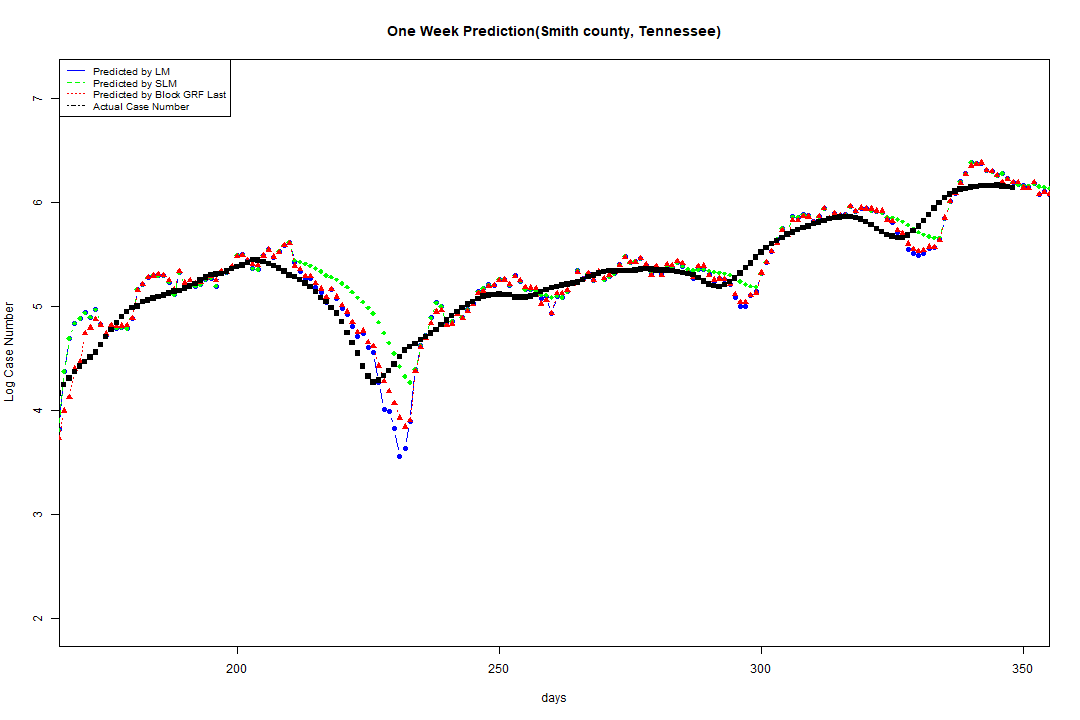 One Week Prediction(Smith county, Tennessee)
Predicted by LM
Predicted by SLM
Predicted by Block GRF Last
Actual Case Number
Log Case Number
7
6
5
4
3
2
200 250 300 350
days